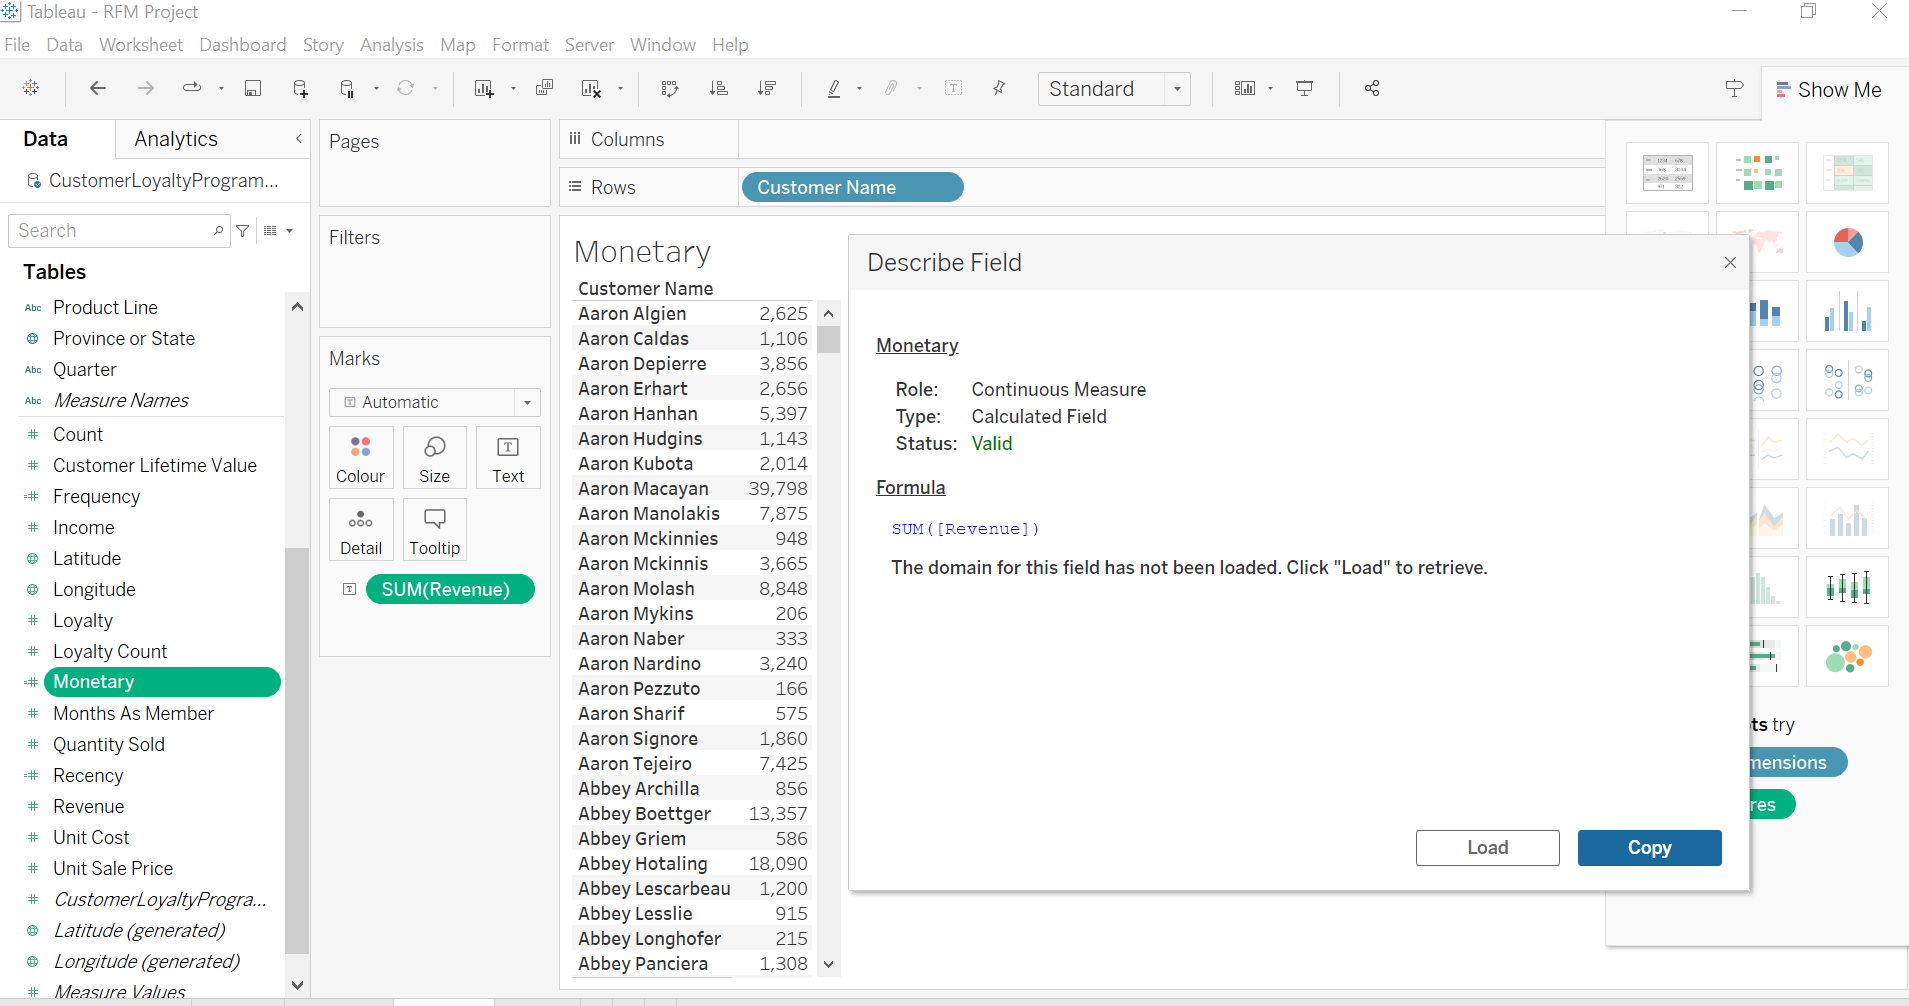 Tableau - RFM Project
File Data Worksheet Dashboard Story Analysis Map Format Server Window Help
Standard
Show Me
Data
Analytics
CustomerLoyaltyProgram...
Search
Tables
Abc Product Line
Province or State
Abc Quarter
Abc Measure Names
Count
Customer Lifetime Value
Frequency
Income
Latitude
Longitude
Loyalty
Loyalty Count
Monetary
Months As Member
Quantity Sold
Recency
Revenue
Unit Cost
Unit Sale Price
CustomerLoyaltyProgra...
Latitude (generated)
Longitude (generated)
Measure Values
Pages
Filters
Marks
Automatic
Colour
Size
Text
Detail
Tooltip
SUM(Revenue)
Columns
Rows
Customer Name
Monetary
Customer Name
Aaron Algien 2,625
Aaron Caldas 1,106
Aaron Depierre 3,856
Aaron Erhart 2,656
Aaron Hanhan 5,397
Aaron Hudgins 1,143
Aaron Kubota 2,014
Aaron Macayan 39,798
Aaron Manolakis 7,875
Aaron Mckinnies 948
Aaron Mckinnis 3,665
Aaron Molash 8,848
Aaron Mykins 206
Aaron Naber 333
Aaron Nardino 3,240
Aaron Pezzuto 166
Aaron Sharif 575
Aaron Signore 1,860
Aaron Tejeiro 7,425
Abbey Archilla 856
Abbey Boettger 13,357
Abbey Griem 586
Abbey Hotaling 18,090
Abbey Lescarbeau 1,200
Abbey Lesslie 915
Abbey Longhofer 215
Abbey Panciera 1,308
Describe Field
Monetary
Role: Continuous Measure
Type: Calculated Field
Status: Valid
Formula
SUM([Revenue])
The domain for this field has not been loaded. Click "Load" to retrieve.
Load
Copy
ts try
mensions
res